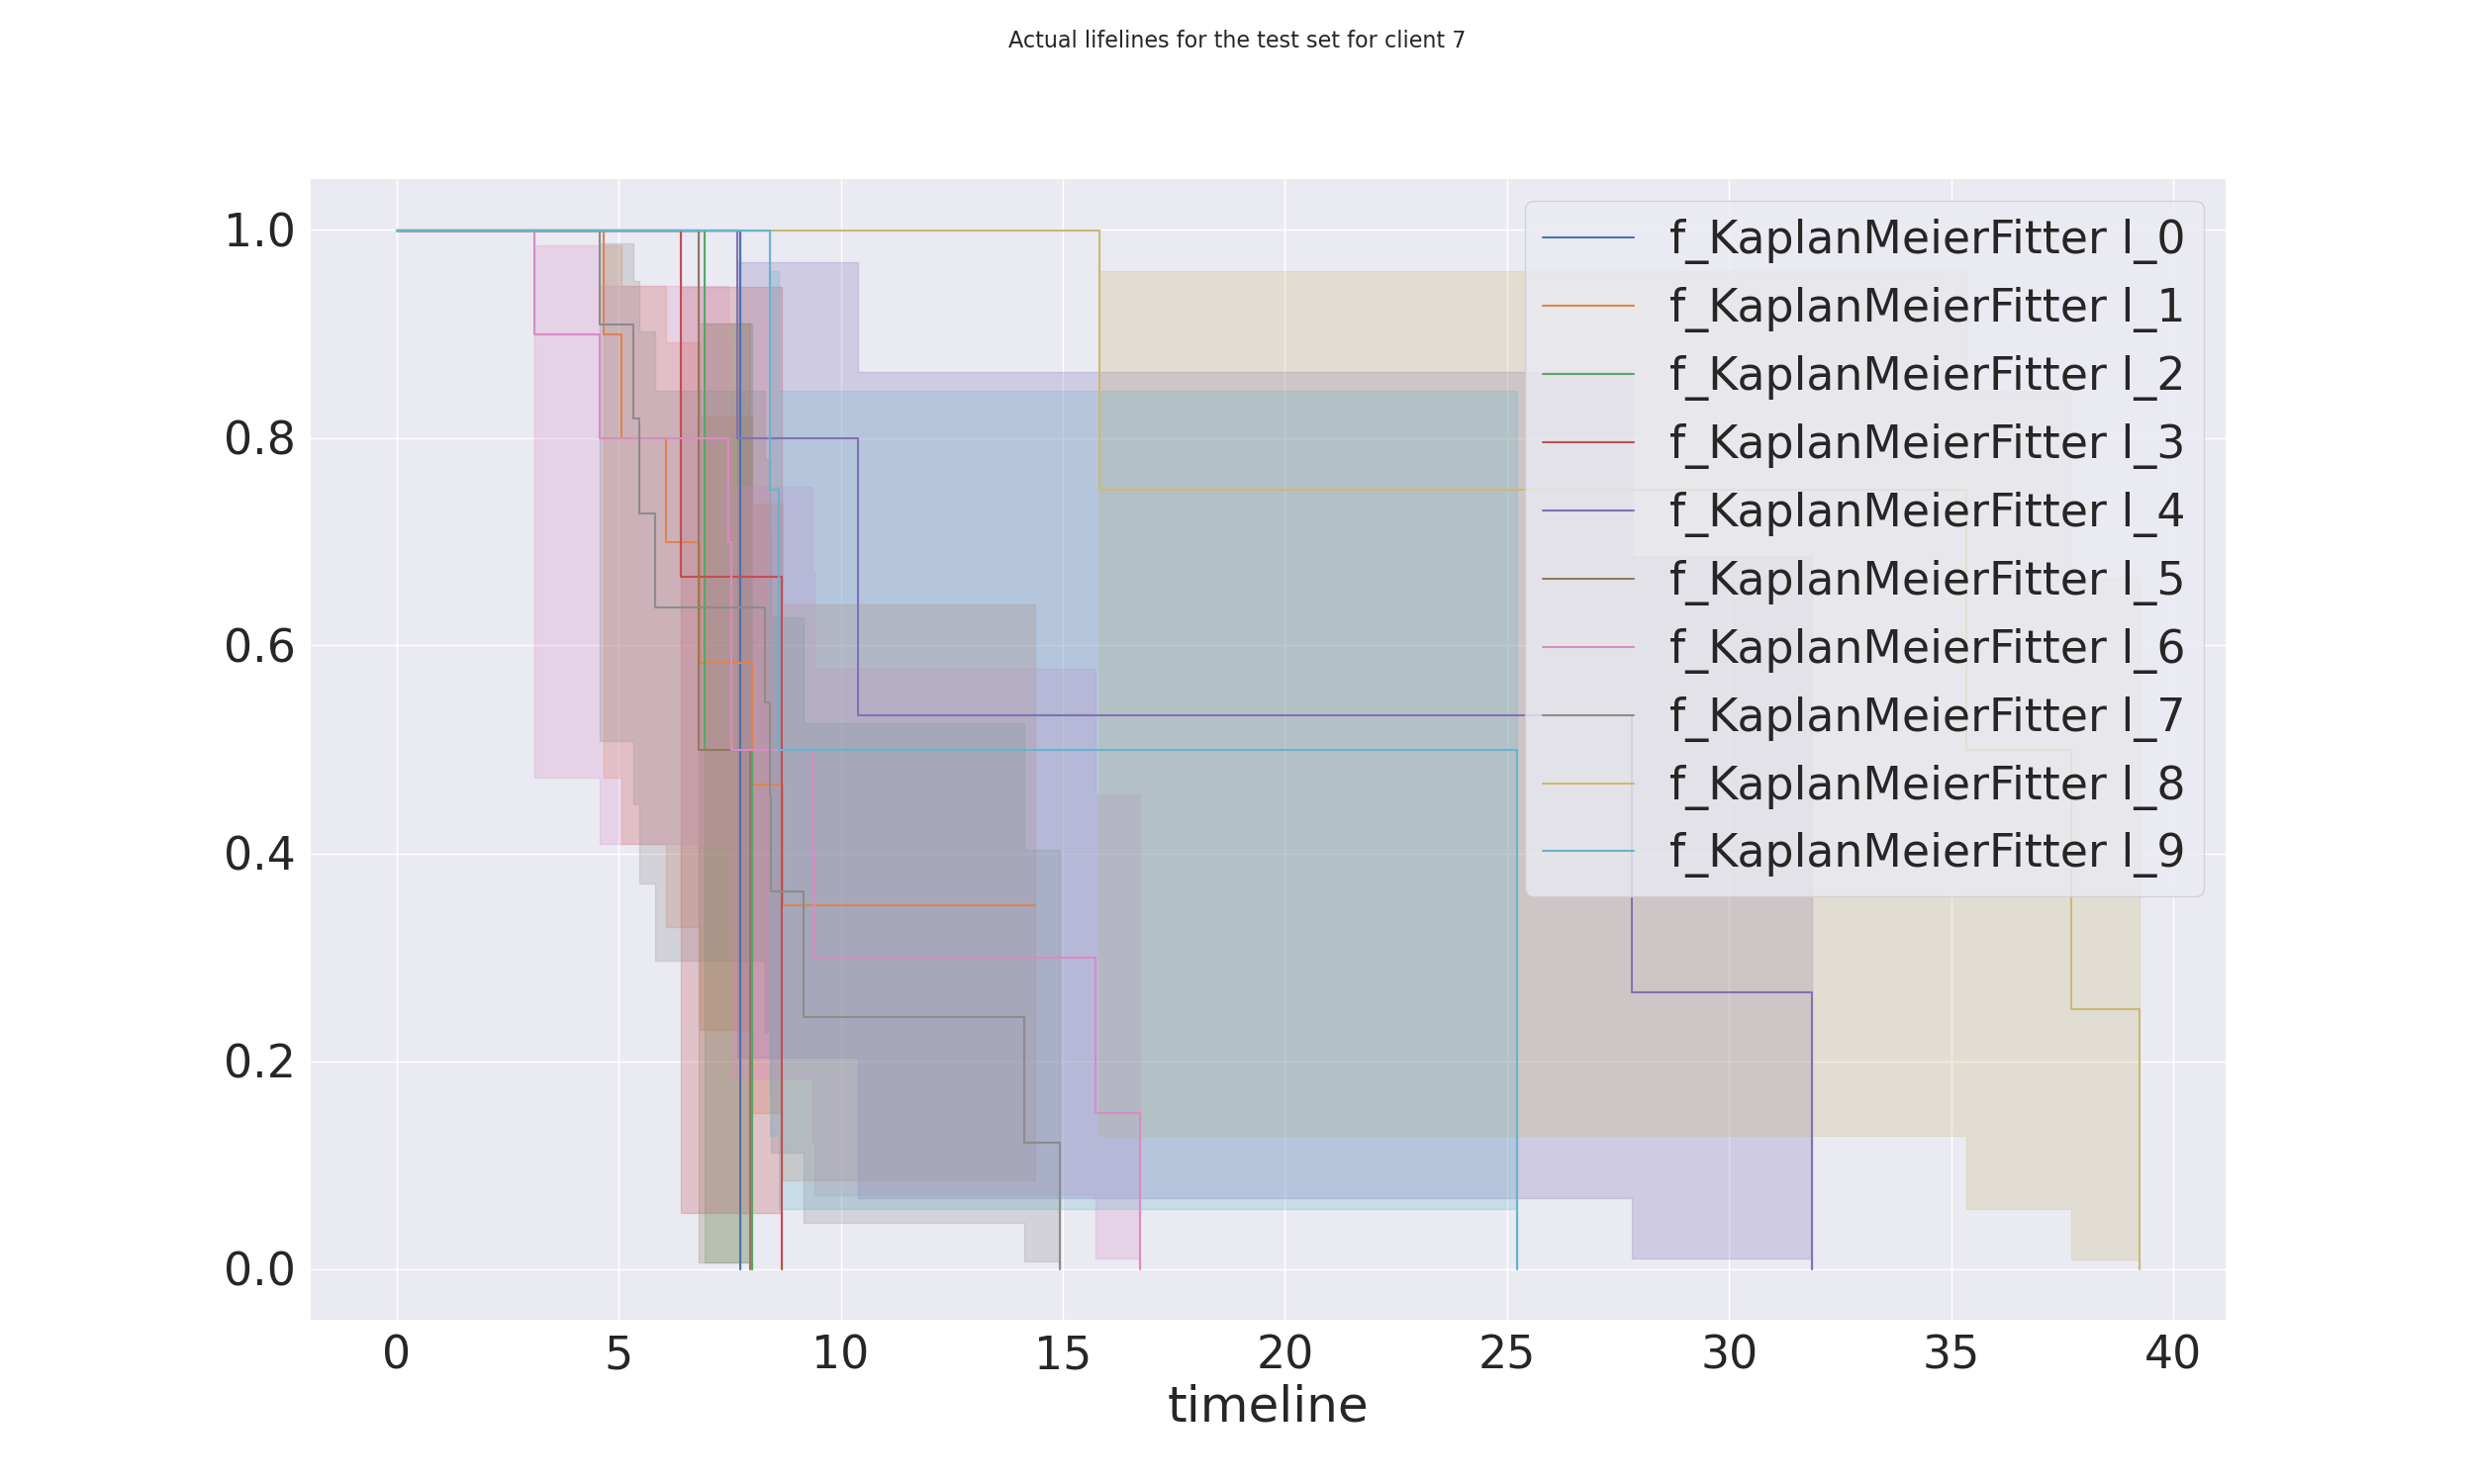 Actual lifelines for the test set for client 7
1.0
0.8
0.6
0.4
0.2
0.0
f_KaplanMeierFitter l_0
f_KaplanMeierFitter l_1
f_KaplanMeierFitter l_2
f_KaplanMeierFitter l_3
f_KaplanMeierFitter l_4
f_KaplanMeierFitter l_5
f_KaplanMeierFitter l_6
f_KaplanMeierFitter l_7
f_KaplanMeierFitter l_8
f_KaplanMeierFitter l_9
0 5 10 15 20 25 30 35 40
timeline